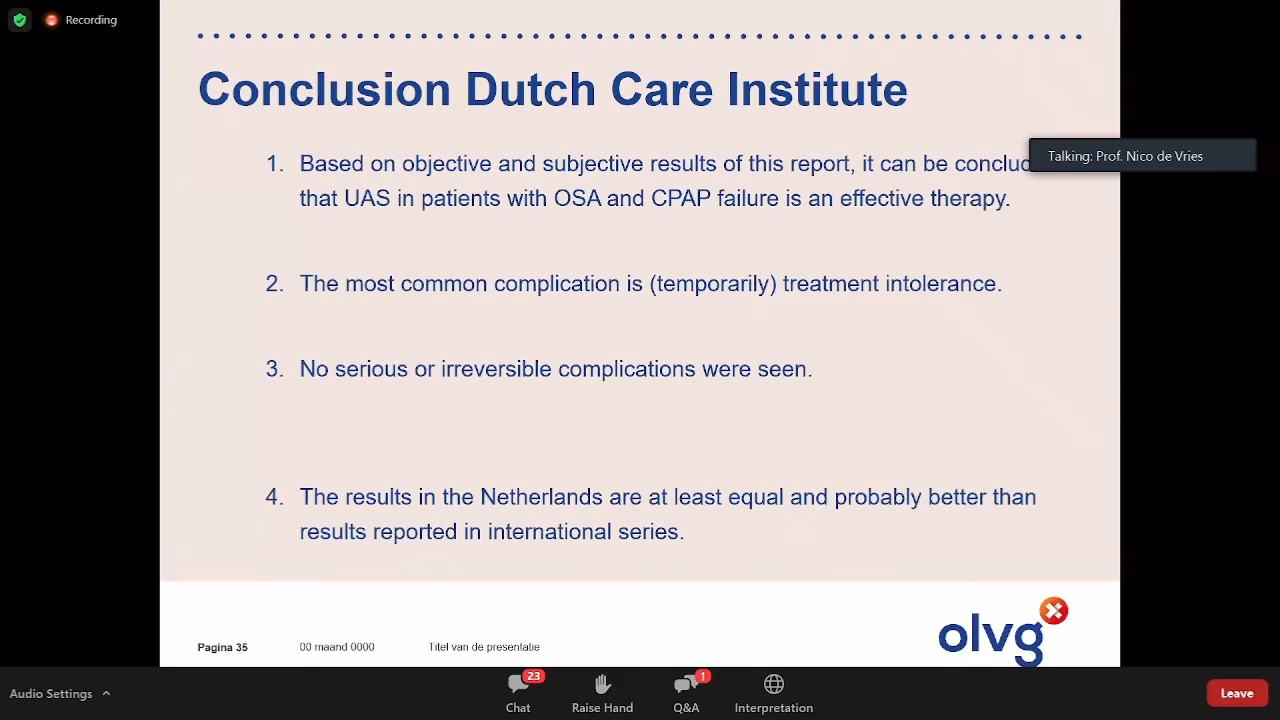 Recording
Conclusion Dutch Care Institute
Talking: Prof. Nico de Vries
1. Based on objective and subjective results of this report, it can be
that UAS in patients with OSA and CPAP failure is an effective therapy.
2. The most common complication is (temporarily) treatment intolerance.
3. No serious or irreversible complications were seen.
4. The results in the Netherlands are at least equal and probably better than
results reported in international series.
Pagina 35 00 maand 0000 Titel van de presentatie
olvg
Audio Settings
23
Chat
Raise Hand
1
Q&A
Interpretation
Leave